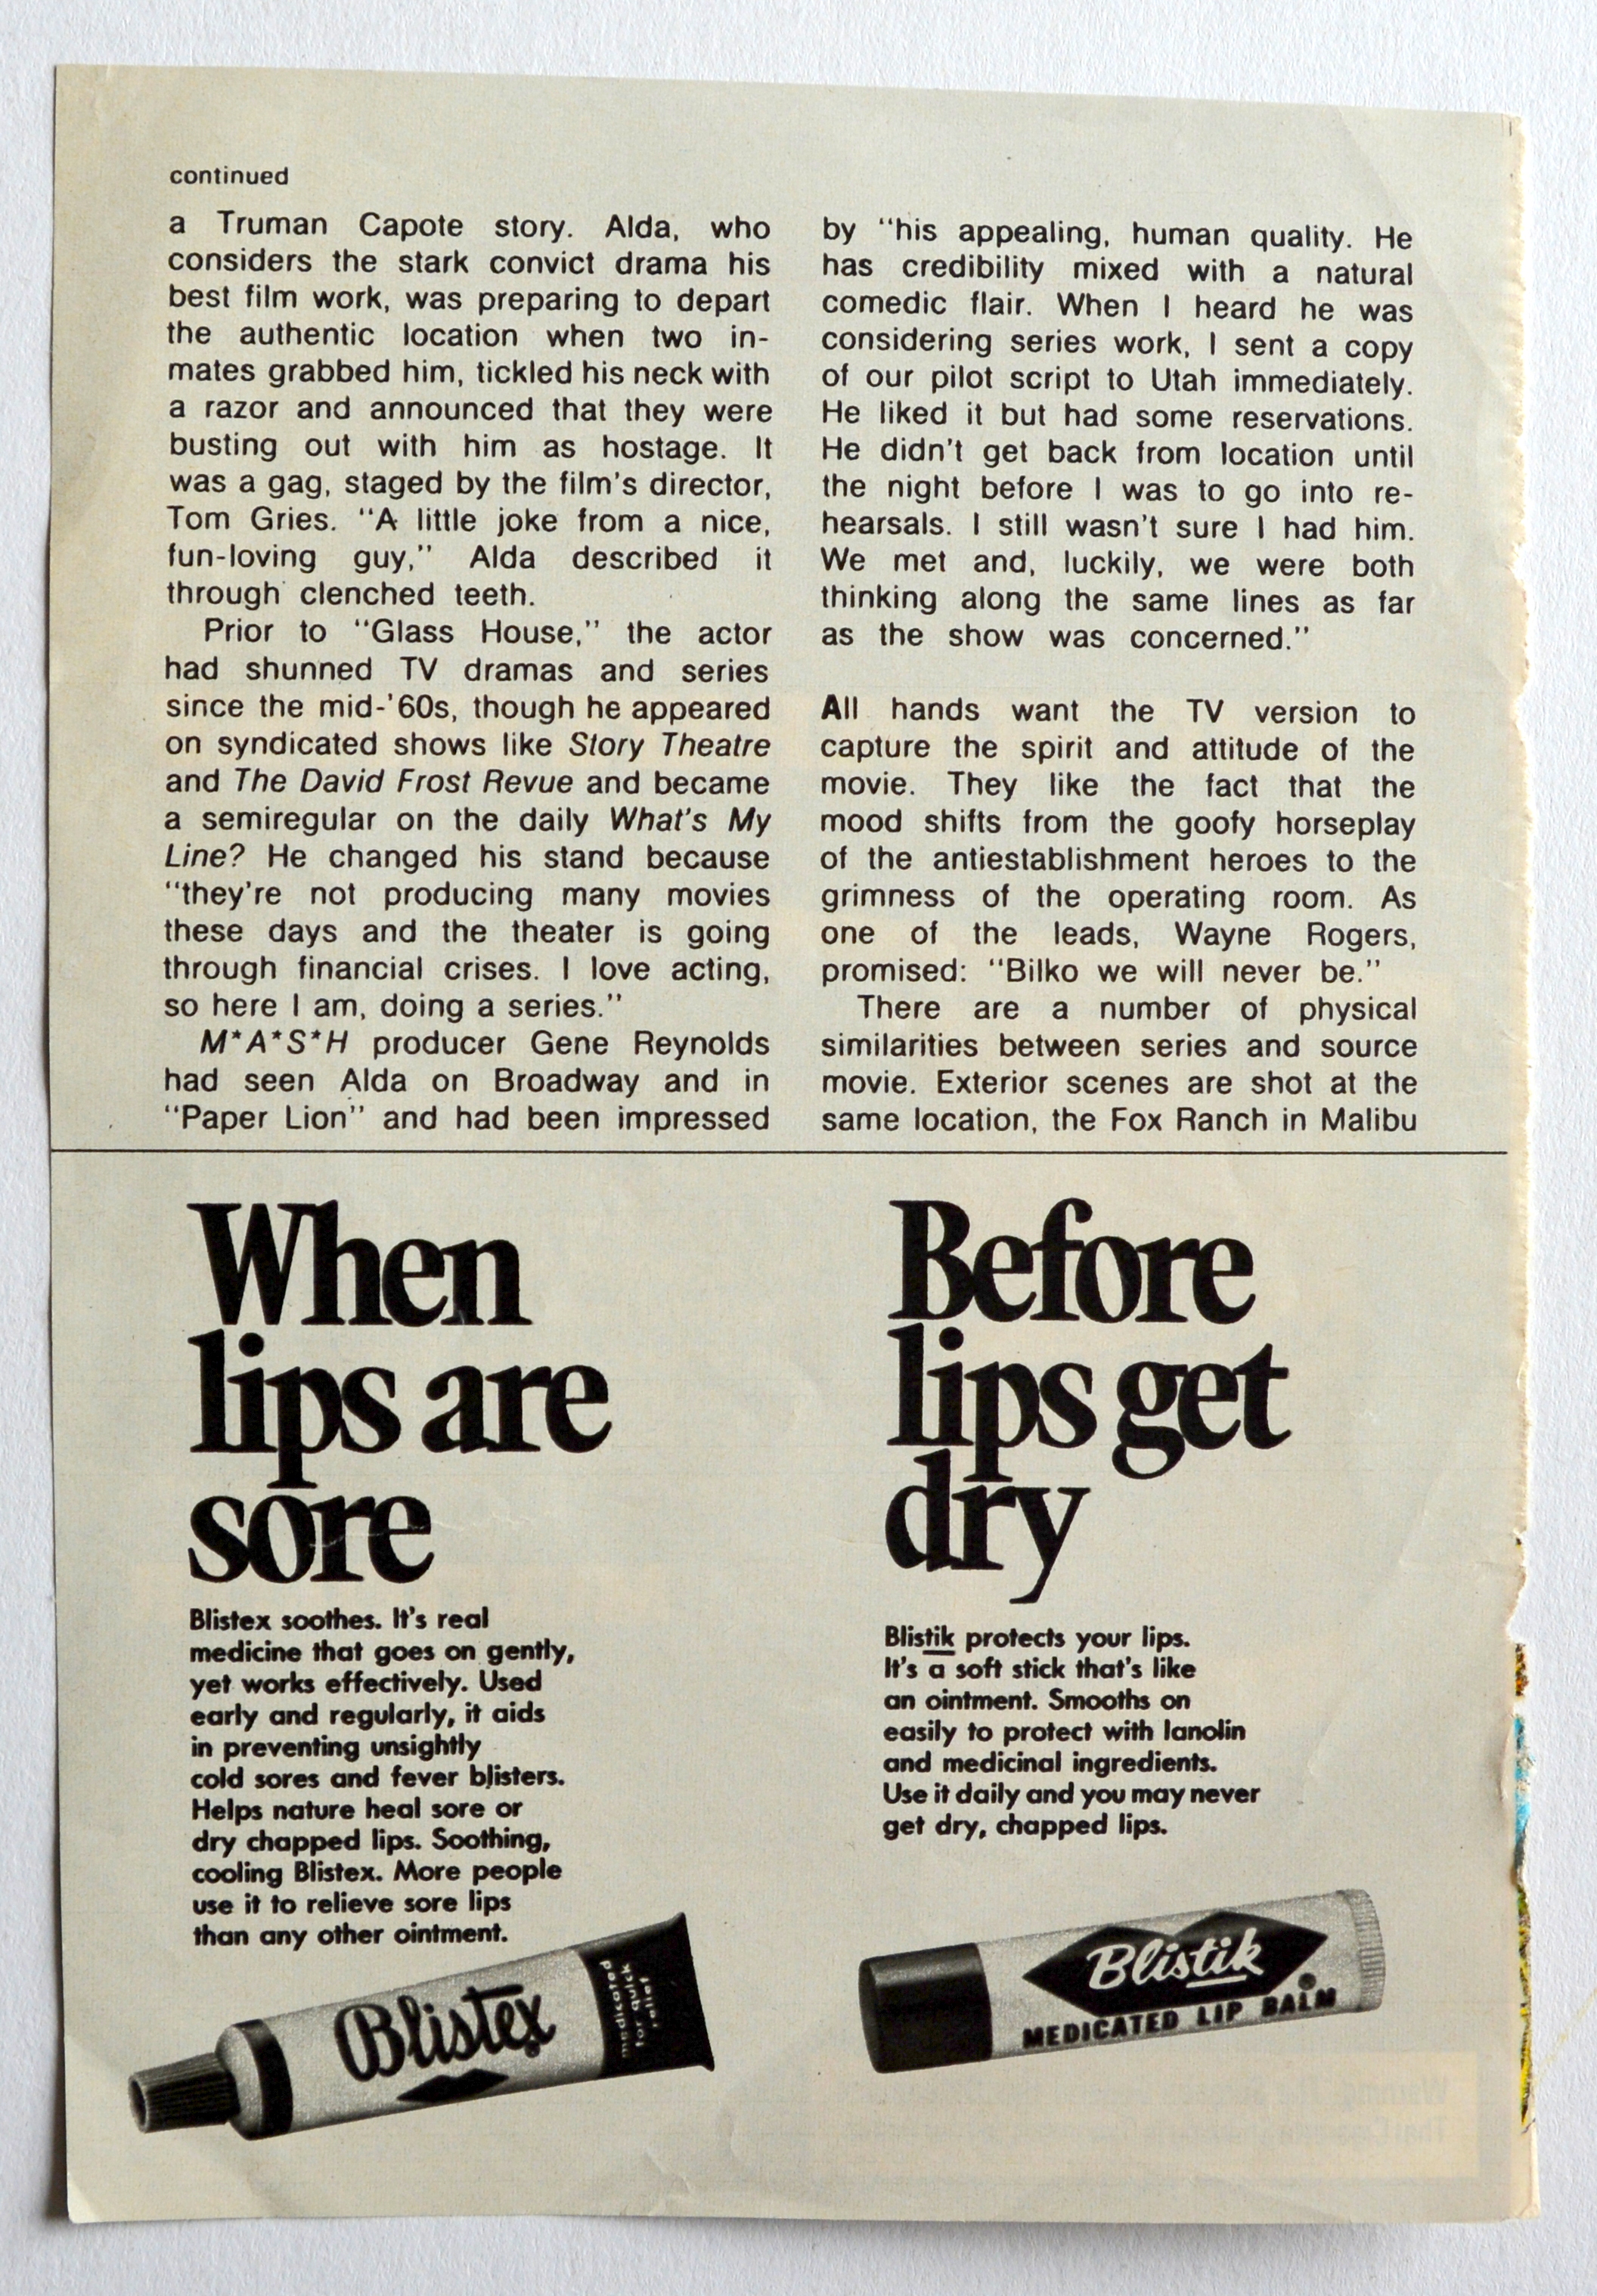 continued
a Truman Capote story. Alda, who
considers the stark convict drama his
best film work, was preparing to depart
the authentic location when two in-
mates grabbed him, tickled his neck with
a razor and announced that they were
busting out with him as hostage. It
was a gag, staged by the film's director,
Tom Gries. "A little joke from a nice,
fun-loving guy," Alda described it
through clenched teeth.
Prior to "Glass House," the actor
had shunned TV dramas and series
since the mid-'60s, though he appeared
on syndicated shows like Story Theatre
and The David Frost Revue and became
a semiregular on the daily What's My
Line? He changed his stand because
"they're not producing many movies
these days and the theater is going
through financial crises. I love acting,
so here I am, doing a series."
M*A*S*H producer Gene Reynolds
had seen Alda on Broadway and in
"Paper Lion" and had been impressed
by "his appealing, human quality. He
has credibility mixed with a natural
comedic flair. When I heard he was
considering series work, I sent a copy
of our pilot script to Utah immediately.
He liked it but had some reservations.
He didn't get back from location until
the night before I was to go into re-
hearsals. I still wasn't sure I had him.
We met and, luckily, we were both
thinking along the same lines as far
as the show was concerned."
All hands want the TV version to
capture the spirit and attitude of the
movie. They like the fact that the
mood shifts from the goofy horseplay
of the antiestablishment heroes to the
grimness of the operating room. As
one of the leads, Wayne Rogers,
promised: "Bilko we will never be."
There are a number of physical
similarities between series and source
movie. Exterior scenes are shot at the
same location, the Fox Ranch in Malibu
When
lips are
sore
Blistex soothes. It's real
medicine that goes on gently,
yet works effectively. Used
early and regularly, it aids
in preventing unsightly
cold sores and fever blisters.
Helps nature heal sore or
dry chapped lips. Soothing,
cooling Blistex. More people
use it to relieve sore lips
than any other ointment.
Blistex
medicated
for quick
relief
Before
lips get
dry
Blistik protects your lips.
It's a soft stick that's like
an ointment. Smooths on
easily to protect with lanolin
and medicinal ingredients.
Use it daily and you may never
get dry, chapped lips.
Blistik
MEDICATED LIP BALM